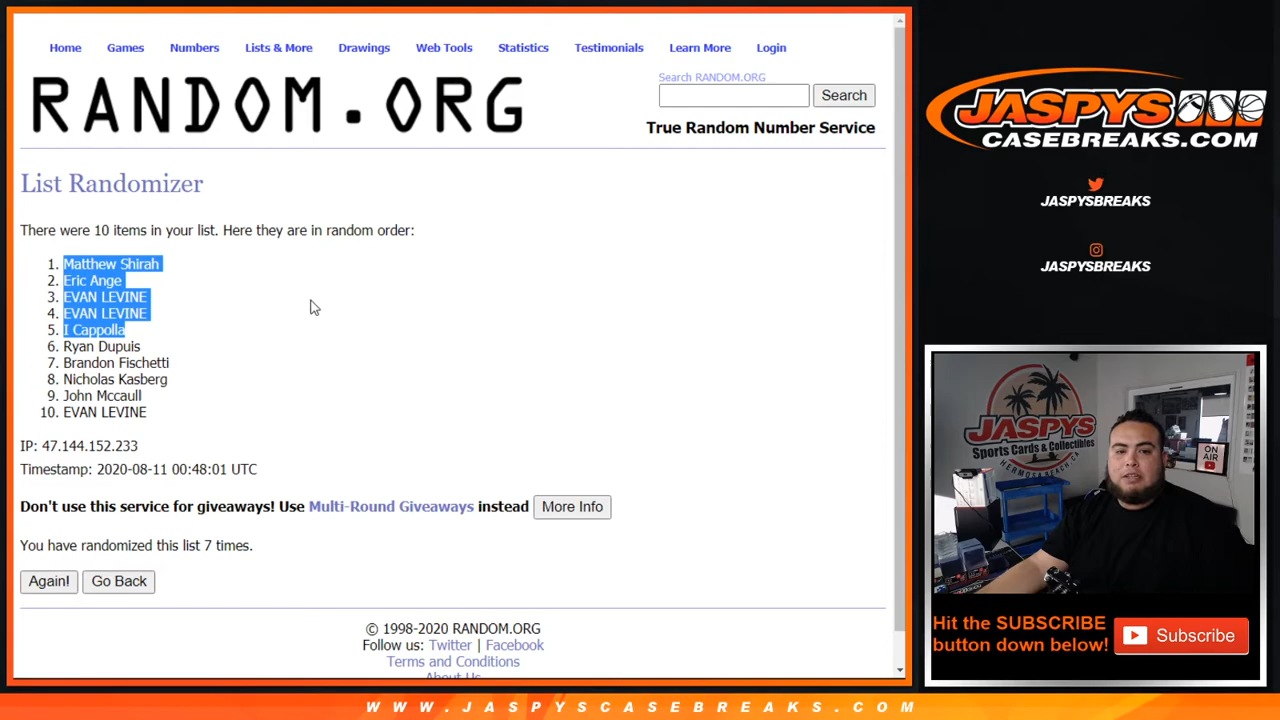 Home Games Numbers Lists & More Drawings Web Tools Statistics Testimonials Learn More Login
RANDOM.ORG
Search RANDOM.ORG
Search
True Random Number Service
List Randomizer
There were 10 items in your list. Here they are in random order:
1. Matthew Shirah
2. Eric Ange
3. EVAN LEVINE
4. EVAN LEVINE
5. I Cappolla
6. Ryan Dupuis
7. Brandon Fischetti
8. Nicholas Kasberg
9. John Mccaull
10. EVAN LEVINE
IP: 47.144.152.233
Timestamp: 2020-08-11 00:48:01 UTC
Don't use this service for giveaways! Use Multi-Round Giveaways instead More Info
You have randomized this list 7 times.
Again! Go Back
© 1998-2020 RANDOM.ORG
Follow us: Twitter | Facebook
Terms and Conditions
About Us
JASPYS
CASEBREAKS.COM
JASPYSBREAKS
JASPYSBREAKS
JASPYS
Sports Cards & Collectibles
HERMOSA BEACH, CA
ON
AIR
Hit the SUBSCRIBE
button down below!
Subscribe
WWW.JASPYSCASEBREAKS.COM